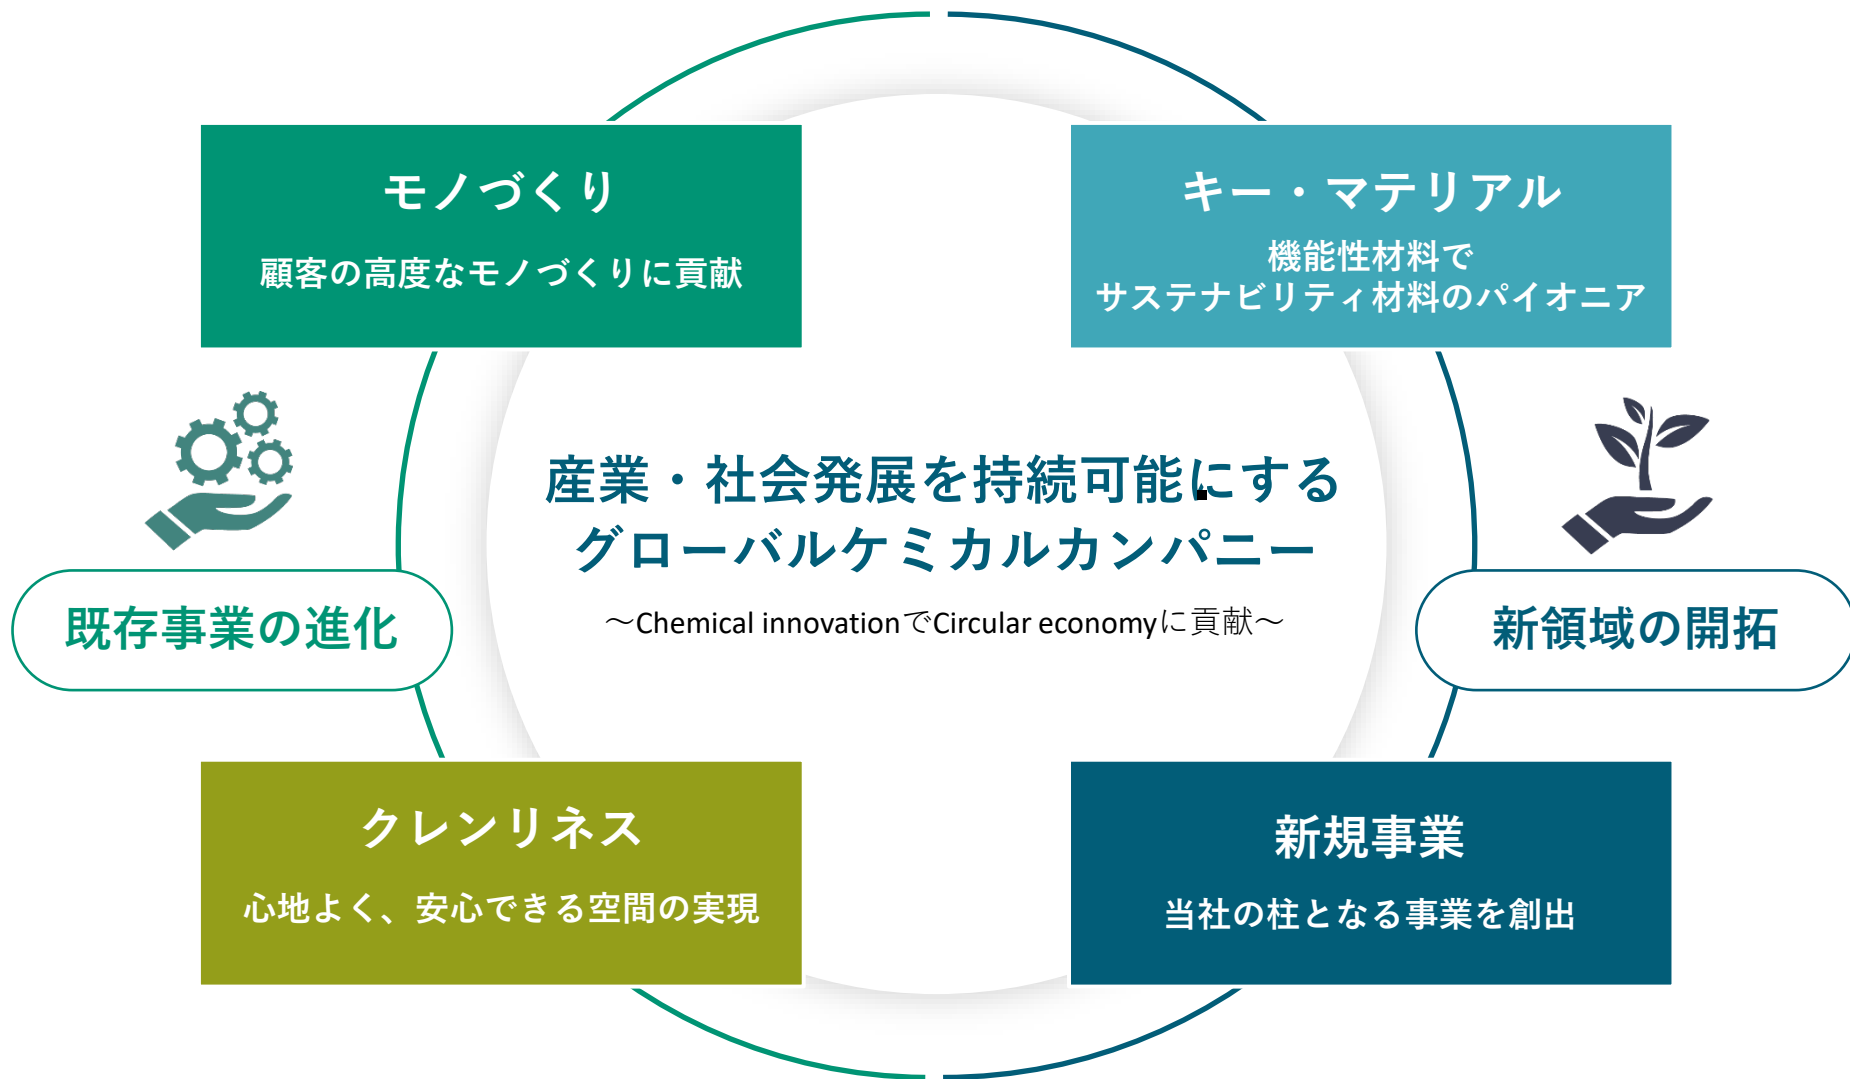 モノづくり
顧客の高度なモノづくりに貢献
キー・マテリアル
機能性材料で
サステナビリティ材料のパイオニア
産業・社会発展を持続可能にする
グローバルケミカルカンパニー
～Chemical innovationでCircular economyに貢献～
既存事業の進化
新領域の開拓
クレンリネス
心地よく、安心できる空間の実現
新規事業
当社の柱となる事業を創出